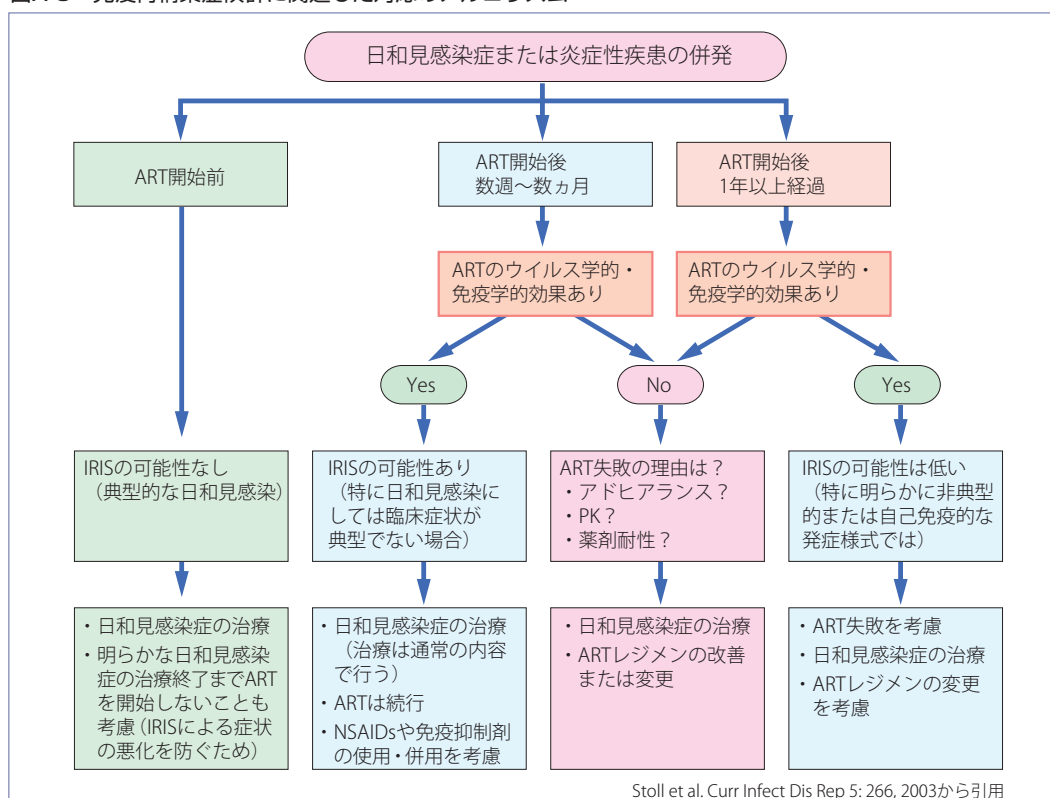 日和見感染症または炎症性疾患の併発
ART開始前
ART開始後
数週～数ヵ月
ART開始後
1年以上経過
ARTのウイルス学的・
免疫学的効果あり
ARTのウイルス学的・
免疫学的効果あり
Yes
No
Yes
IRISの可能性なし
（典型的な日和見感染）
IRISの可能性あり
（特に日和見感染に
しては臨床症状が
典型でない場合）
ART失敗の理由は？
・アドヒアランス？
・PK？
・薬剤耐性？
IRISの可能性は低い
（特に明らかに非典型
的または自己免疫的な
発症様式では）
・日和見感染症の治療
・明らかな日和見感染
症の治療終了までART
を開始しないことも
考慮（IRISによる症状
の悪化を防ぐため）
・日和見感染症の治療
（治療は通常の内容
で行う）
・ARTは続行
・NSAIDsや免疫抑制剤
の使用・併用を考慮
・日和見感染症の治療
・ARTレジメンの改善
または変更
・ART失敗を考慮
・日和見感染症の治療
・ARTレジメンの変更
を考慮
Stoll et al. Curr Infect Dis Rep 5: 266, 2003から引用